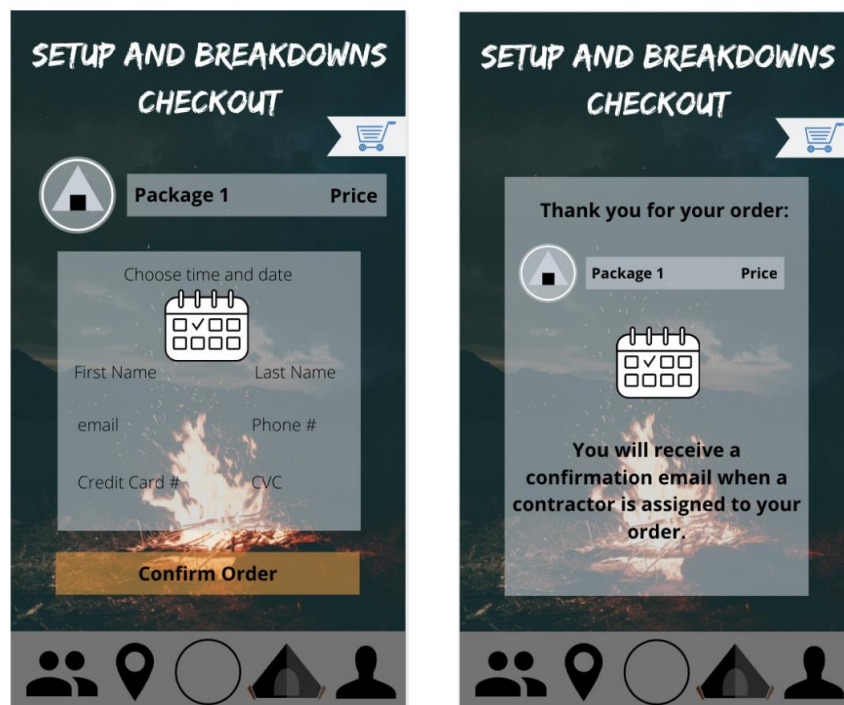 SETUP AND BREAKDOWNS
CHECKOUT
Package 1 Price
Choose time and date
First Name Last Name
email Phone #
Credit Card # CVC
Confirm Order
SETUP AND BREAKDOWNS
CHECKOUT
Thank you for your order:
Package 1 Price
You will receive a
confirmation email when a
contractor is assigned to your
order.